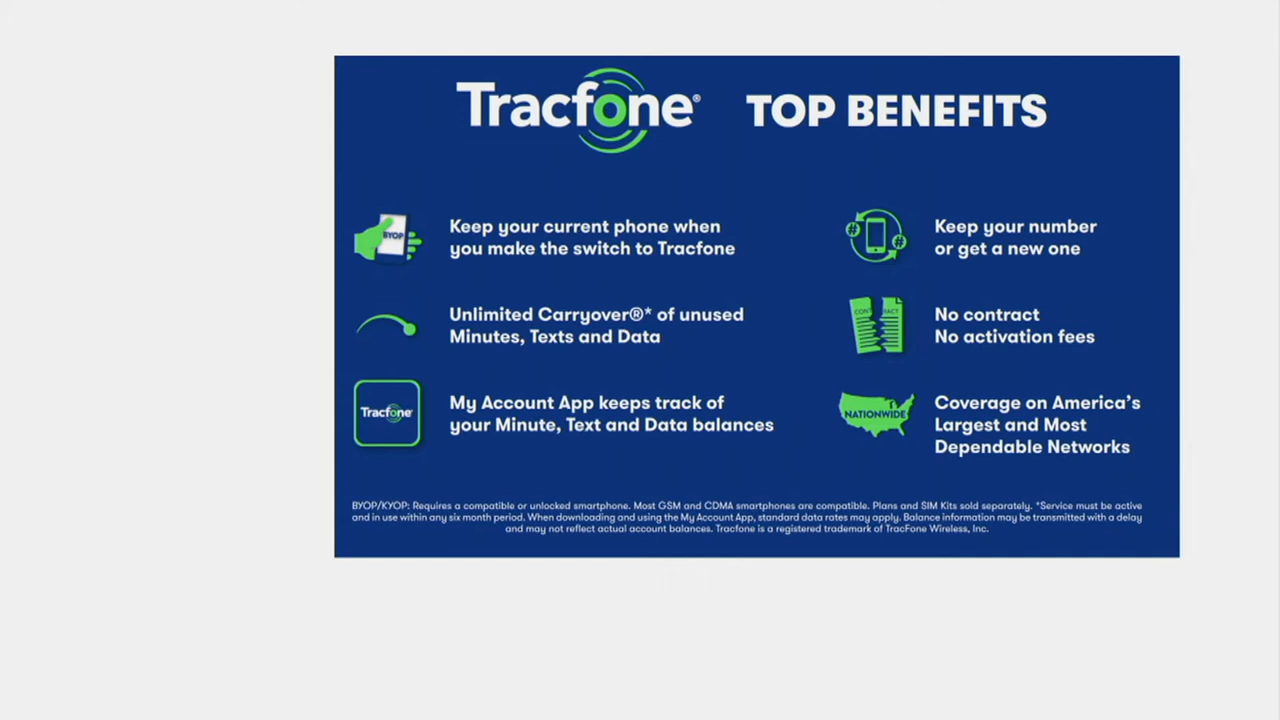 Tracfone® TOP BENEFITS
BYOP
Keep your current phone when
you make the switch to Tracfone
# #
Keep your number
or get a new one
Unlimited Carryover®* of unused
Minutes, Texts and Data
CONTRACT
No contract
No activation fees
Tracfone®
My Account App keeps track of
your Minute, Text and Data balances
NATIONWIDE
Coverage on America's
Largest and Most
Dependable Networks
BYOP/KYOP: Requires a compatible or unlocked smartphone. Most GSM and CDMA smartphones are compatible. Plans and SIM Kits sold separately. *Service must be active
and in use within any six month period. When downloading and using the My Account App, standard data rates may apply. Balance information may be transmitted with a delay
and may not reflect actual account balances. Tracfone is a registered trademark of TracFone Wireless, Inc.